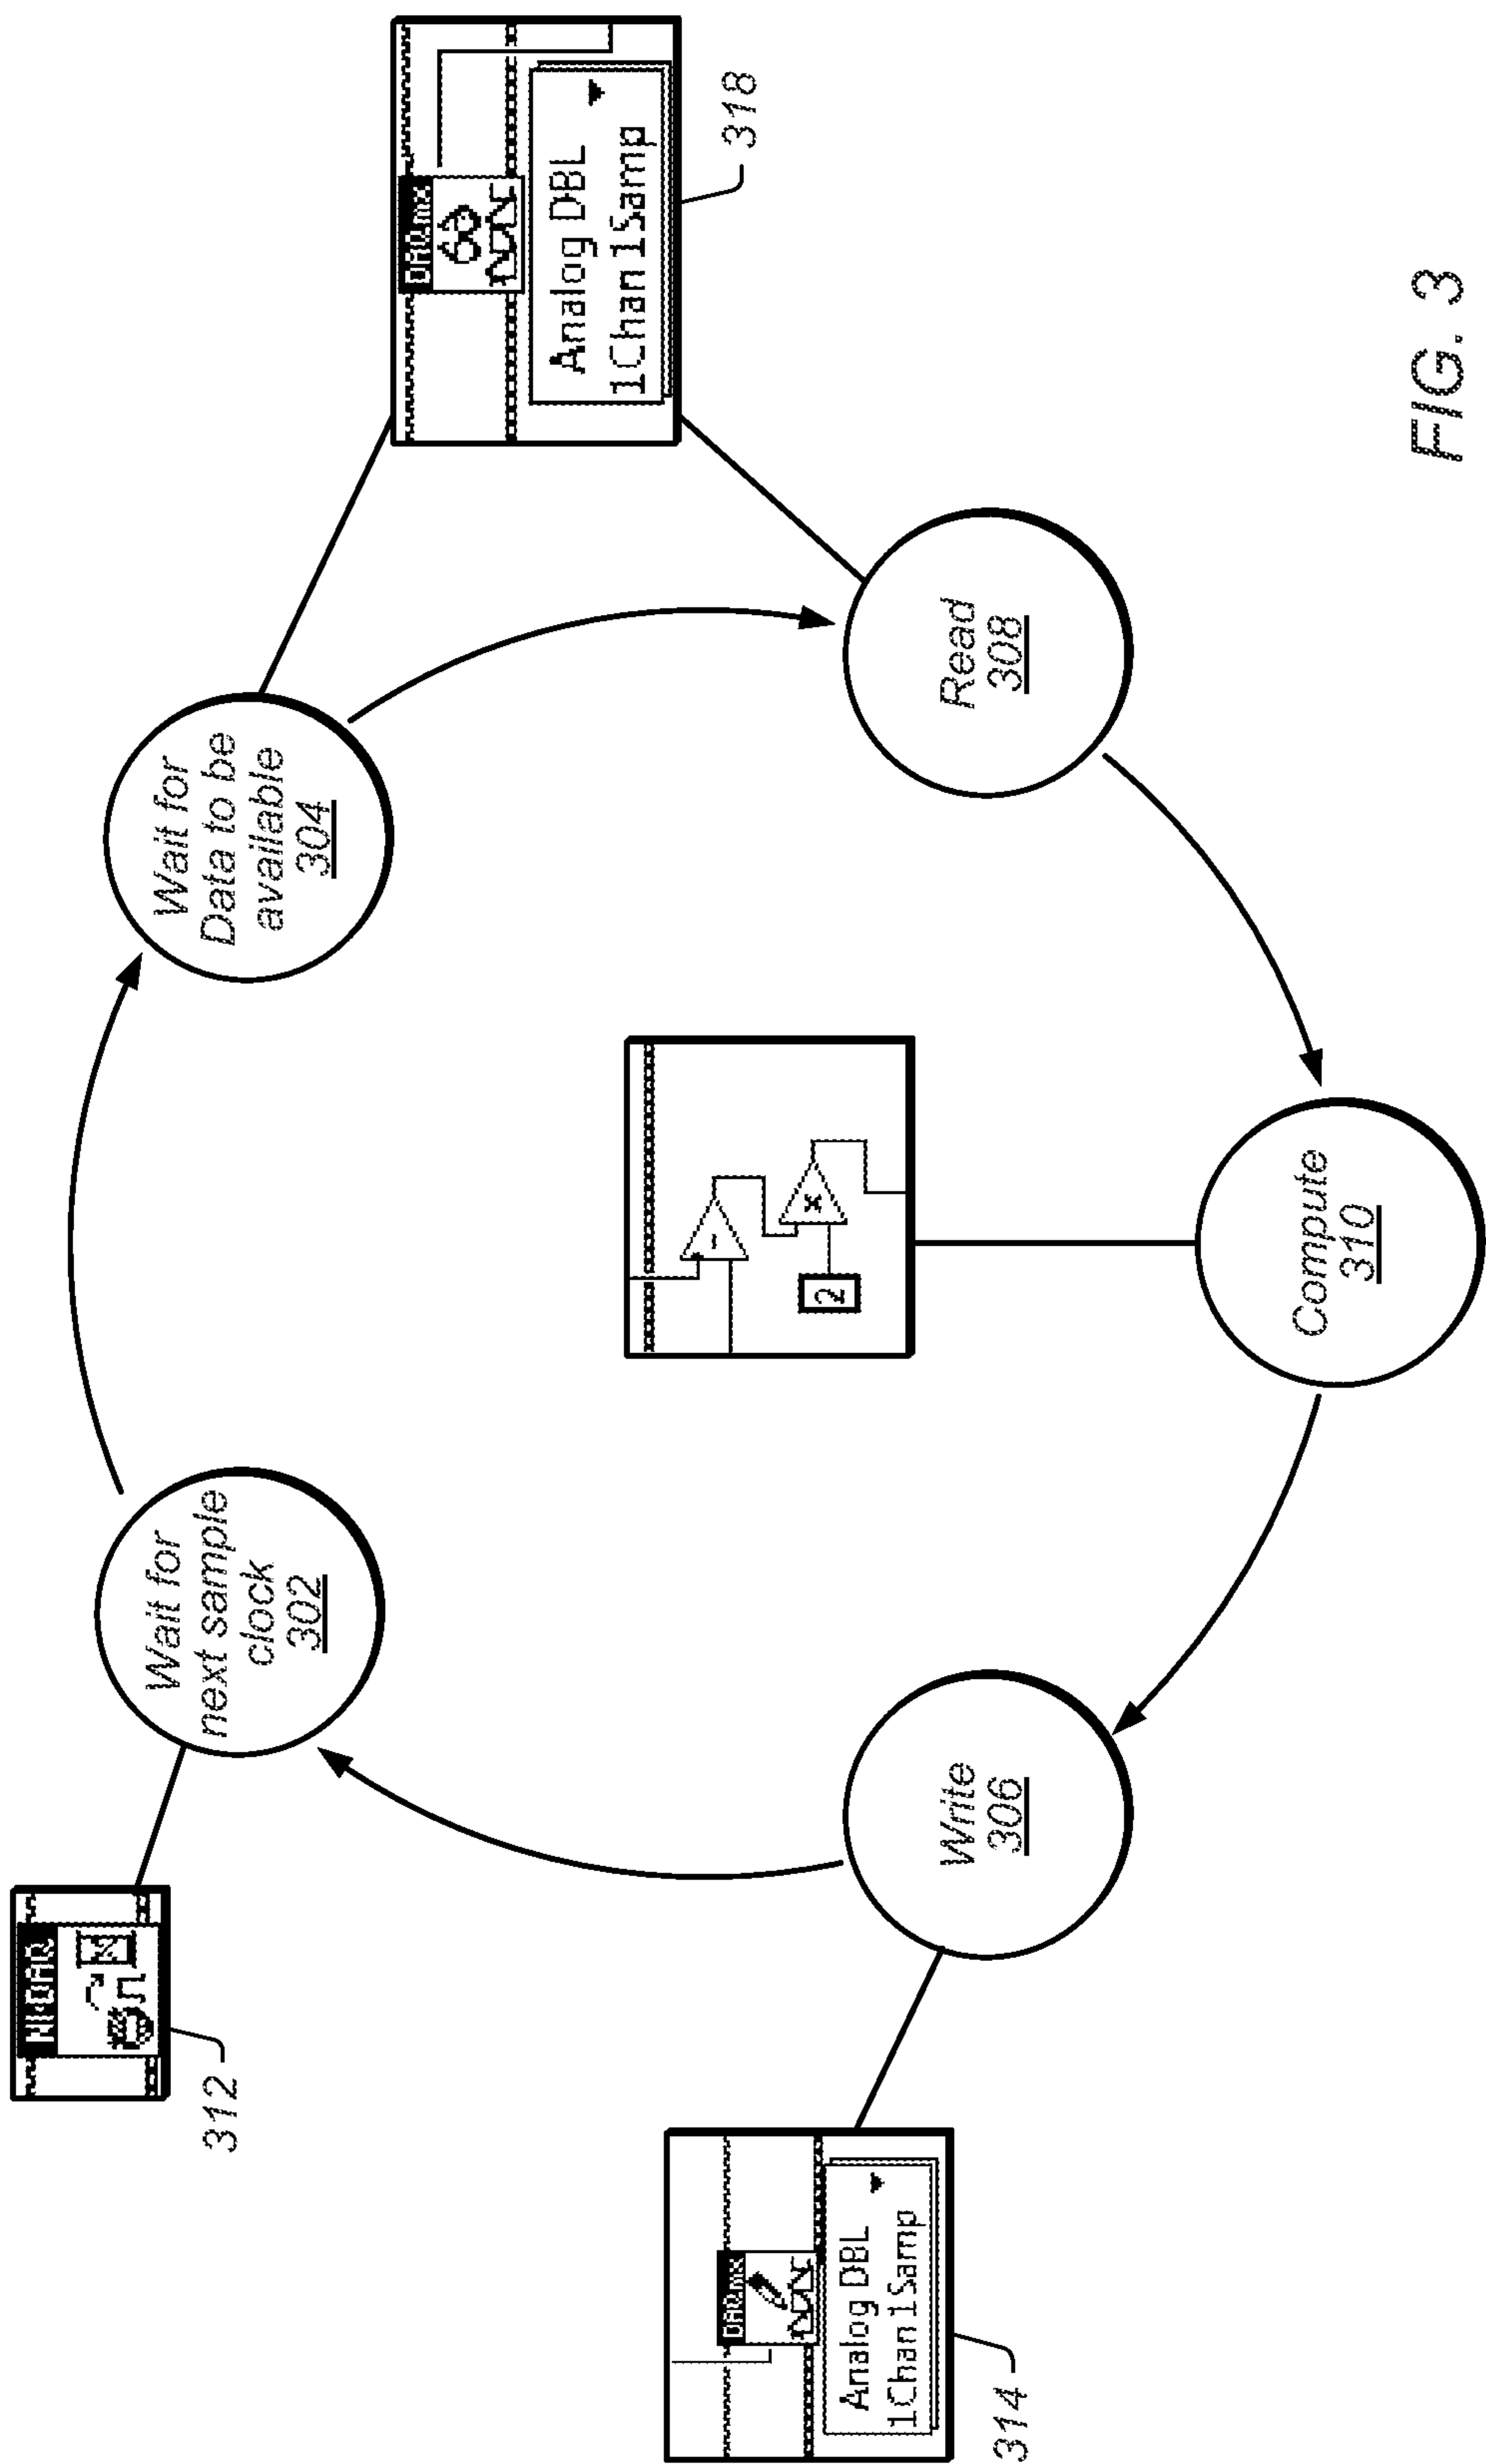 NI-DAQ
N
312
Wait for
next sample
clock
302
Wait for
Data to be
available
304
DAQmx
Analog DBL
1Chan 1Samp
318
-
x
2
DAQmx
Analog DBL
1Chan 1Samp
314
Write
306
Read
308
Compute
310
FIG. 3